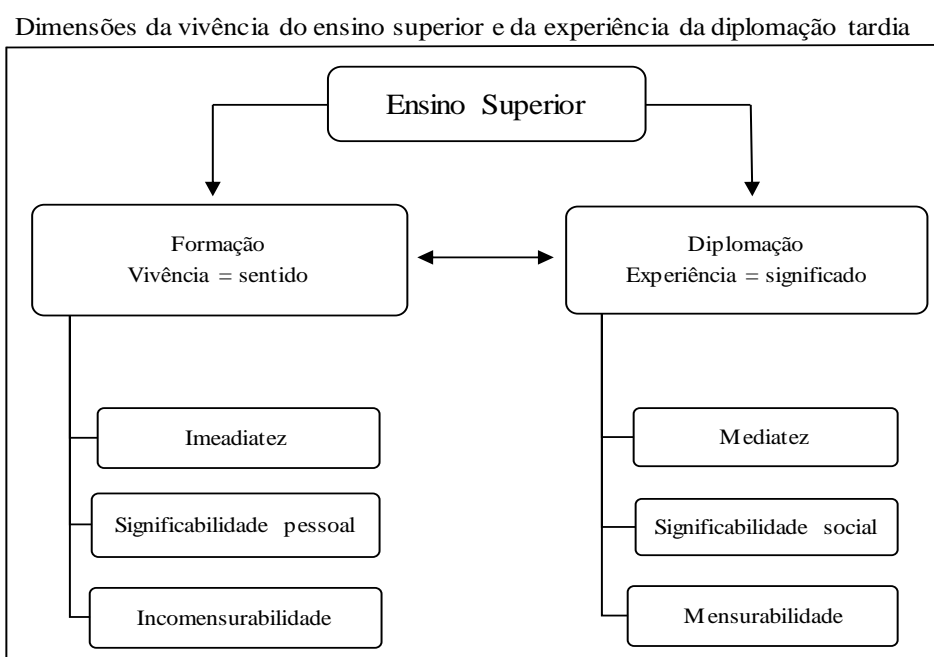 Dimensões da vivência do ensino superior e da experiência da diplomação tardia
Ensino Superior
Formação
Vivência = sentido
Diplomação
Experiência = significado
Imeadiatez
Significabilidade pessoal
Incomensurabilidade
Mediatez
Significabilidade social
Mensurabilidade